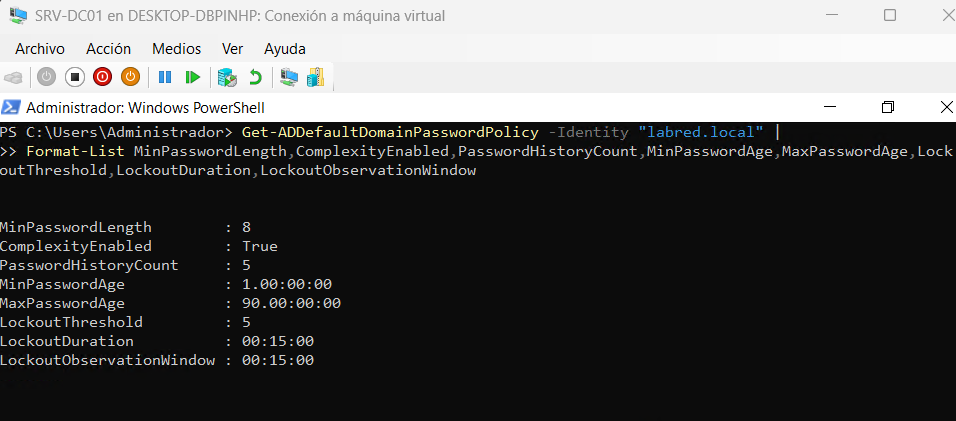 SRV-DC01 en DESKTOP-DBPINHP: Conexión a máquina virtual
Archivo Acción Medios Ver Ayuda
Administrador: Windows PowerShell
PS C:\Users\Administrador> Get-ADDefaultDomainPasswordPolicy -Identity "labred.local" |
>> Format-List MinPasswordLength,ComplexityEnabled,PasswordHistoryCount,MinPasswordAge,MaxPasswordAge,Lock
outThreshold,LockoutDuration,LockoutObservationWindow
MinPasswordLength : 8
ComplexityEnabled : True
PasswordHistoryCount : 5
MinPasswordAge : 1.00:00:00
MaxPasswordAge : 90.00:00:00
LockoutThreshold : 5
LockoutDuration : 00:15:00
LockoutObservationWindow : 00:15:00